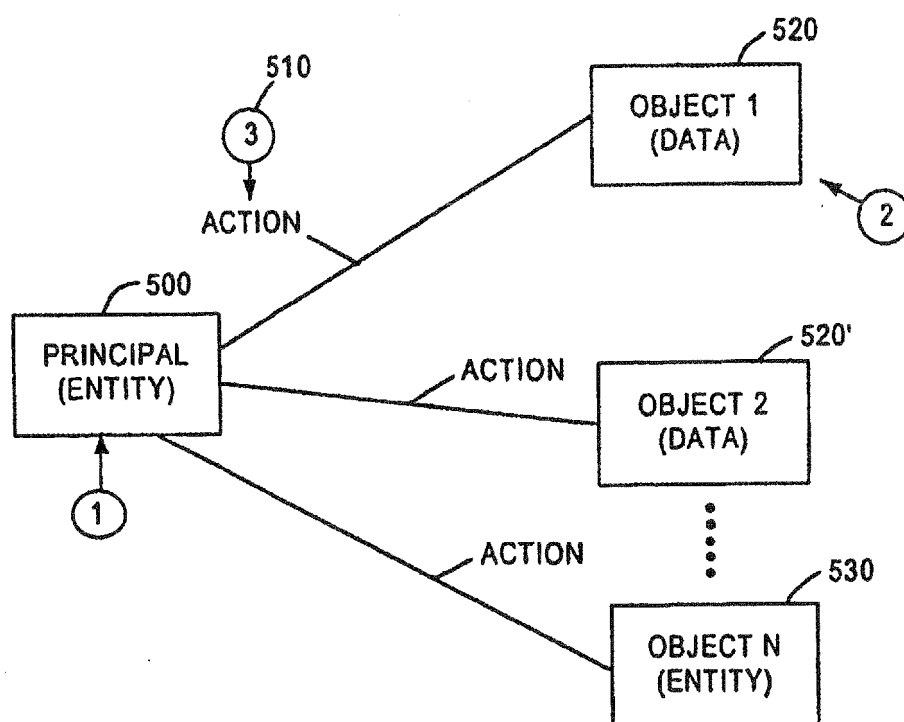 520
OBJECT 1
(DATA)
510
3
2
ACTION
500
PRINCIPAL
(ENTITY)
1
ACTION
520'
OBJECT 2
(DATA)
ACTION
530
OBJECT N
(ENTITY)